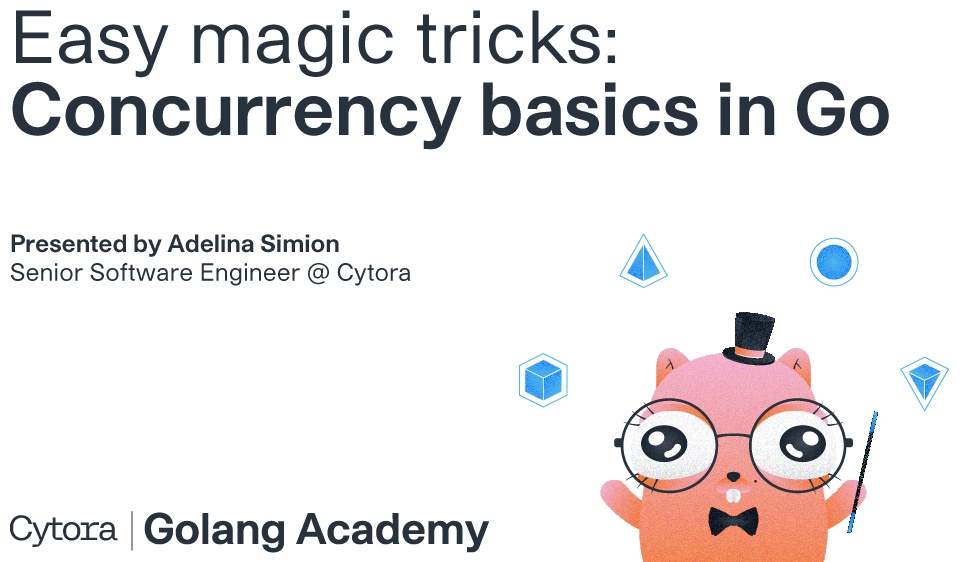 Easy magic tricks:
Concurrency basics in Go
Presented by Adelina Simion
Senior Software Engineer @ Cytora
Cytora | Golang Academy